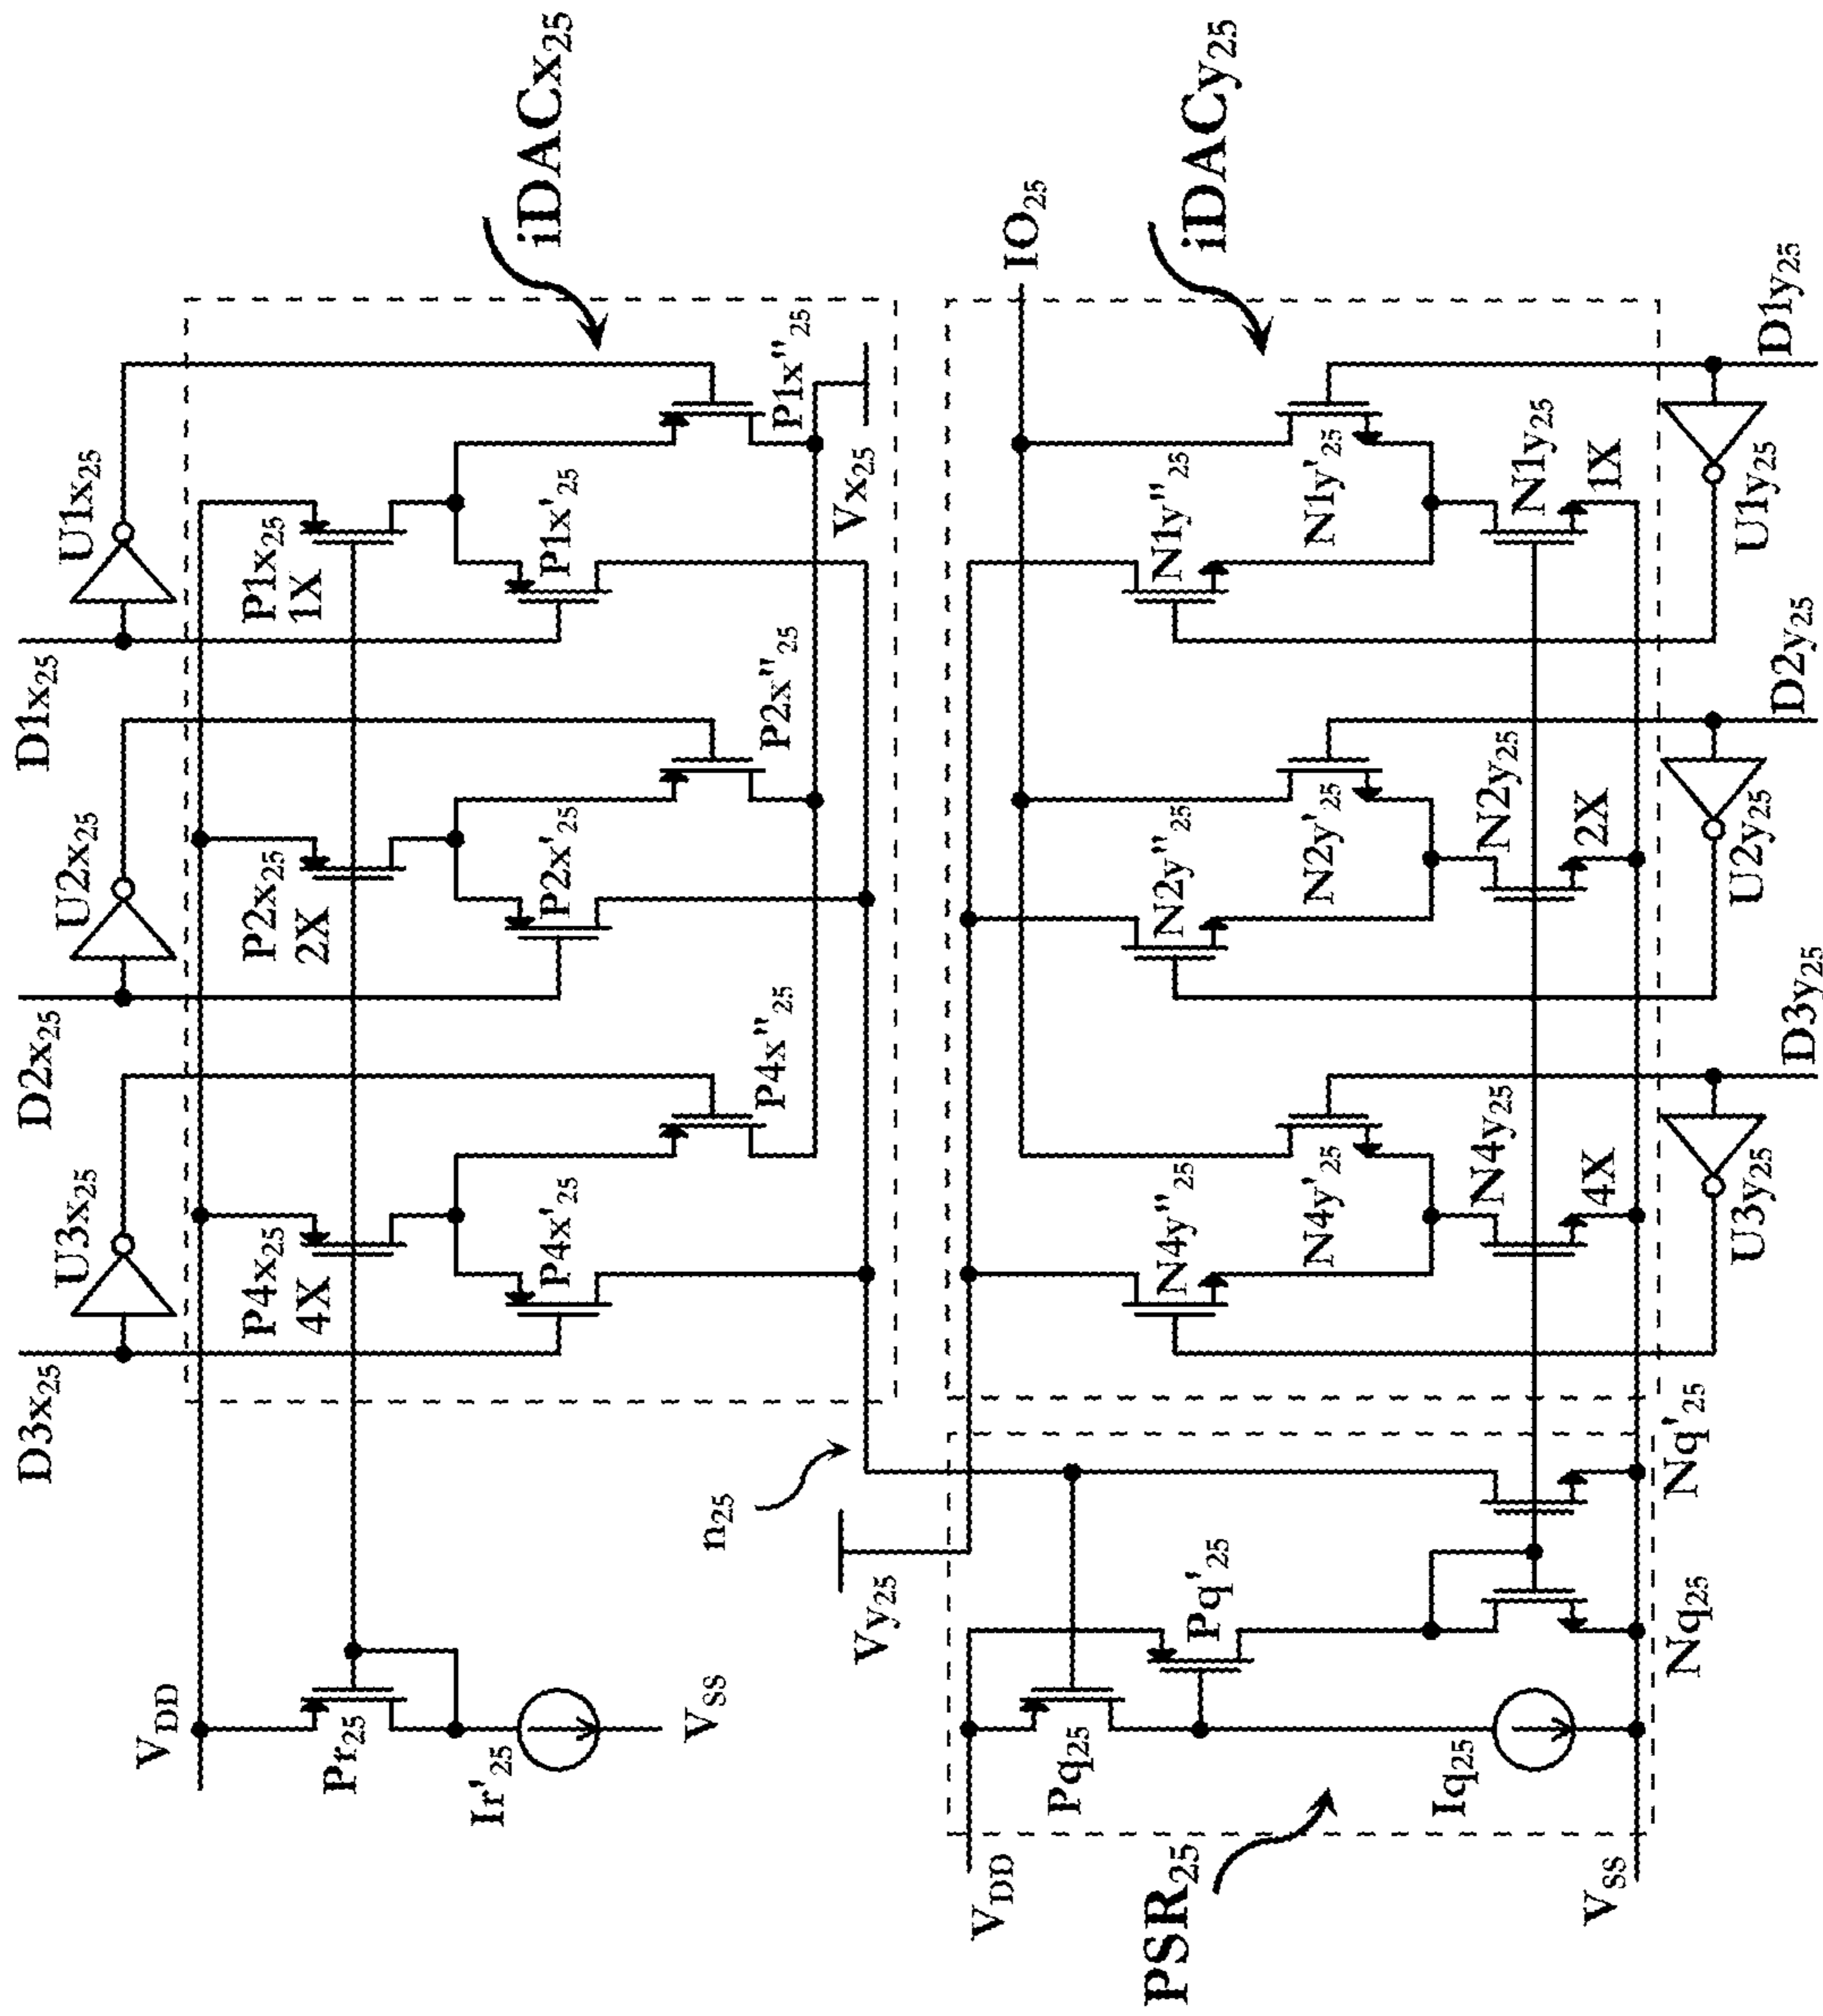 D3x25
D2x25
D1x25
U3x25
U2x25
U1x25
iDACx25
VDD
P4x25
4X
P2x25
2X
P1x25
1X
Pr25
Ir'25
VSS
P4x'25
P4x"25
P2x'25
P2x"25
P1x'25
P1x"25
Vx25
n25
Vy25
IO25
iDACy25
VDD
Pq25
Pq'25
Iq25
PSR25
VSS
Nq25
Nq'25
N4y"25
N4y'25
N4y25
4X
N2y"25
N2y'25
N2y25
2X
N1y"25
N1y'25
N1y25
1X
U3y25
D3y25
U2y25
D2y25
U1y25
D1y25